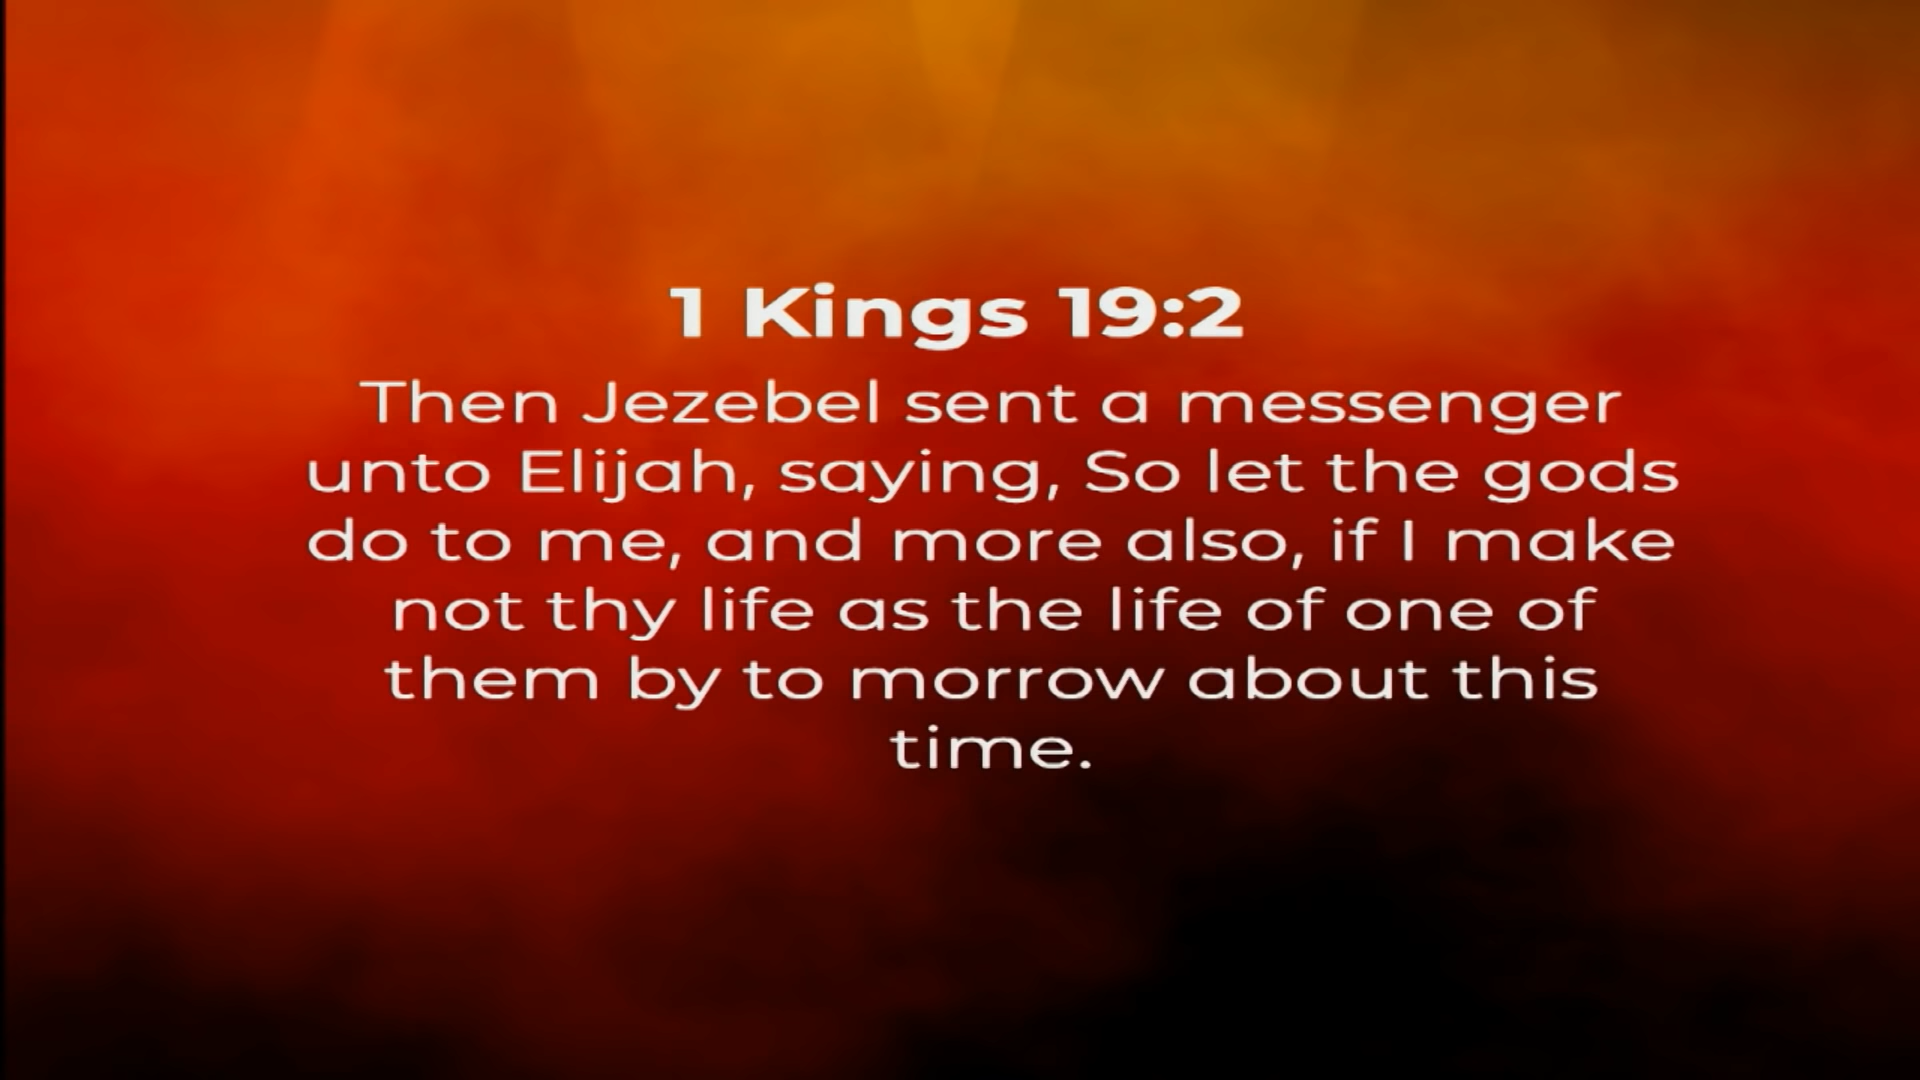 1 Kings 19:2
Then Jezebel sent a messenger
unto Elijah, saying, So let the gods
do to me, and more also, if I make
not thy life as the life of one of
them by to morrow about this
time.